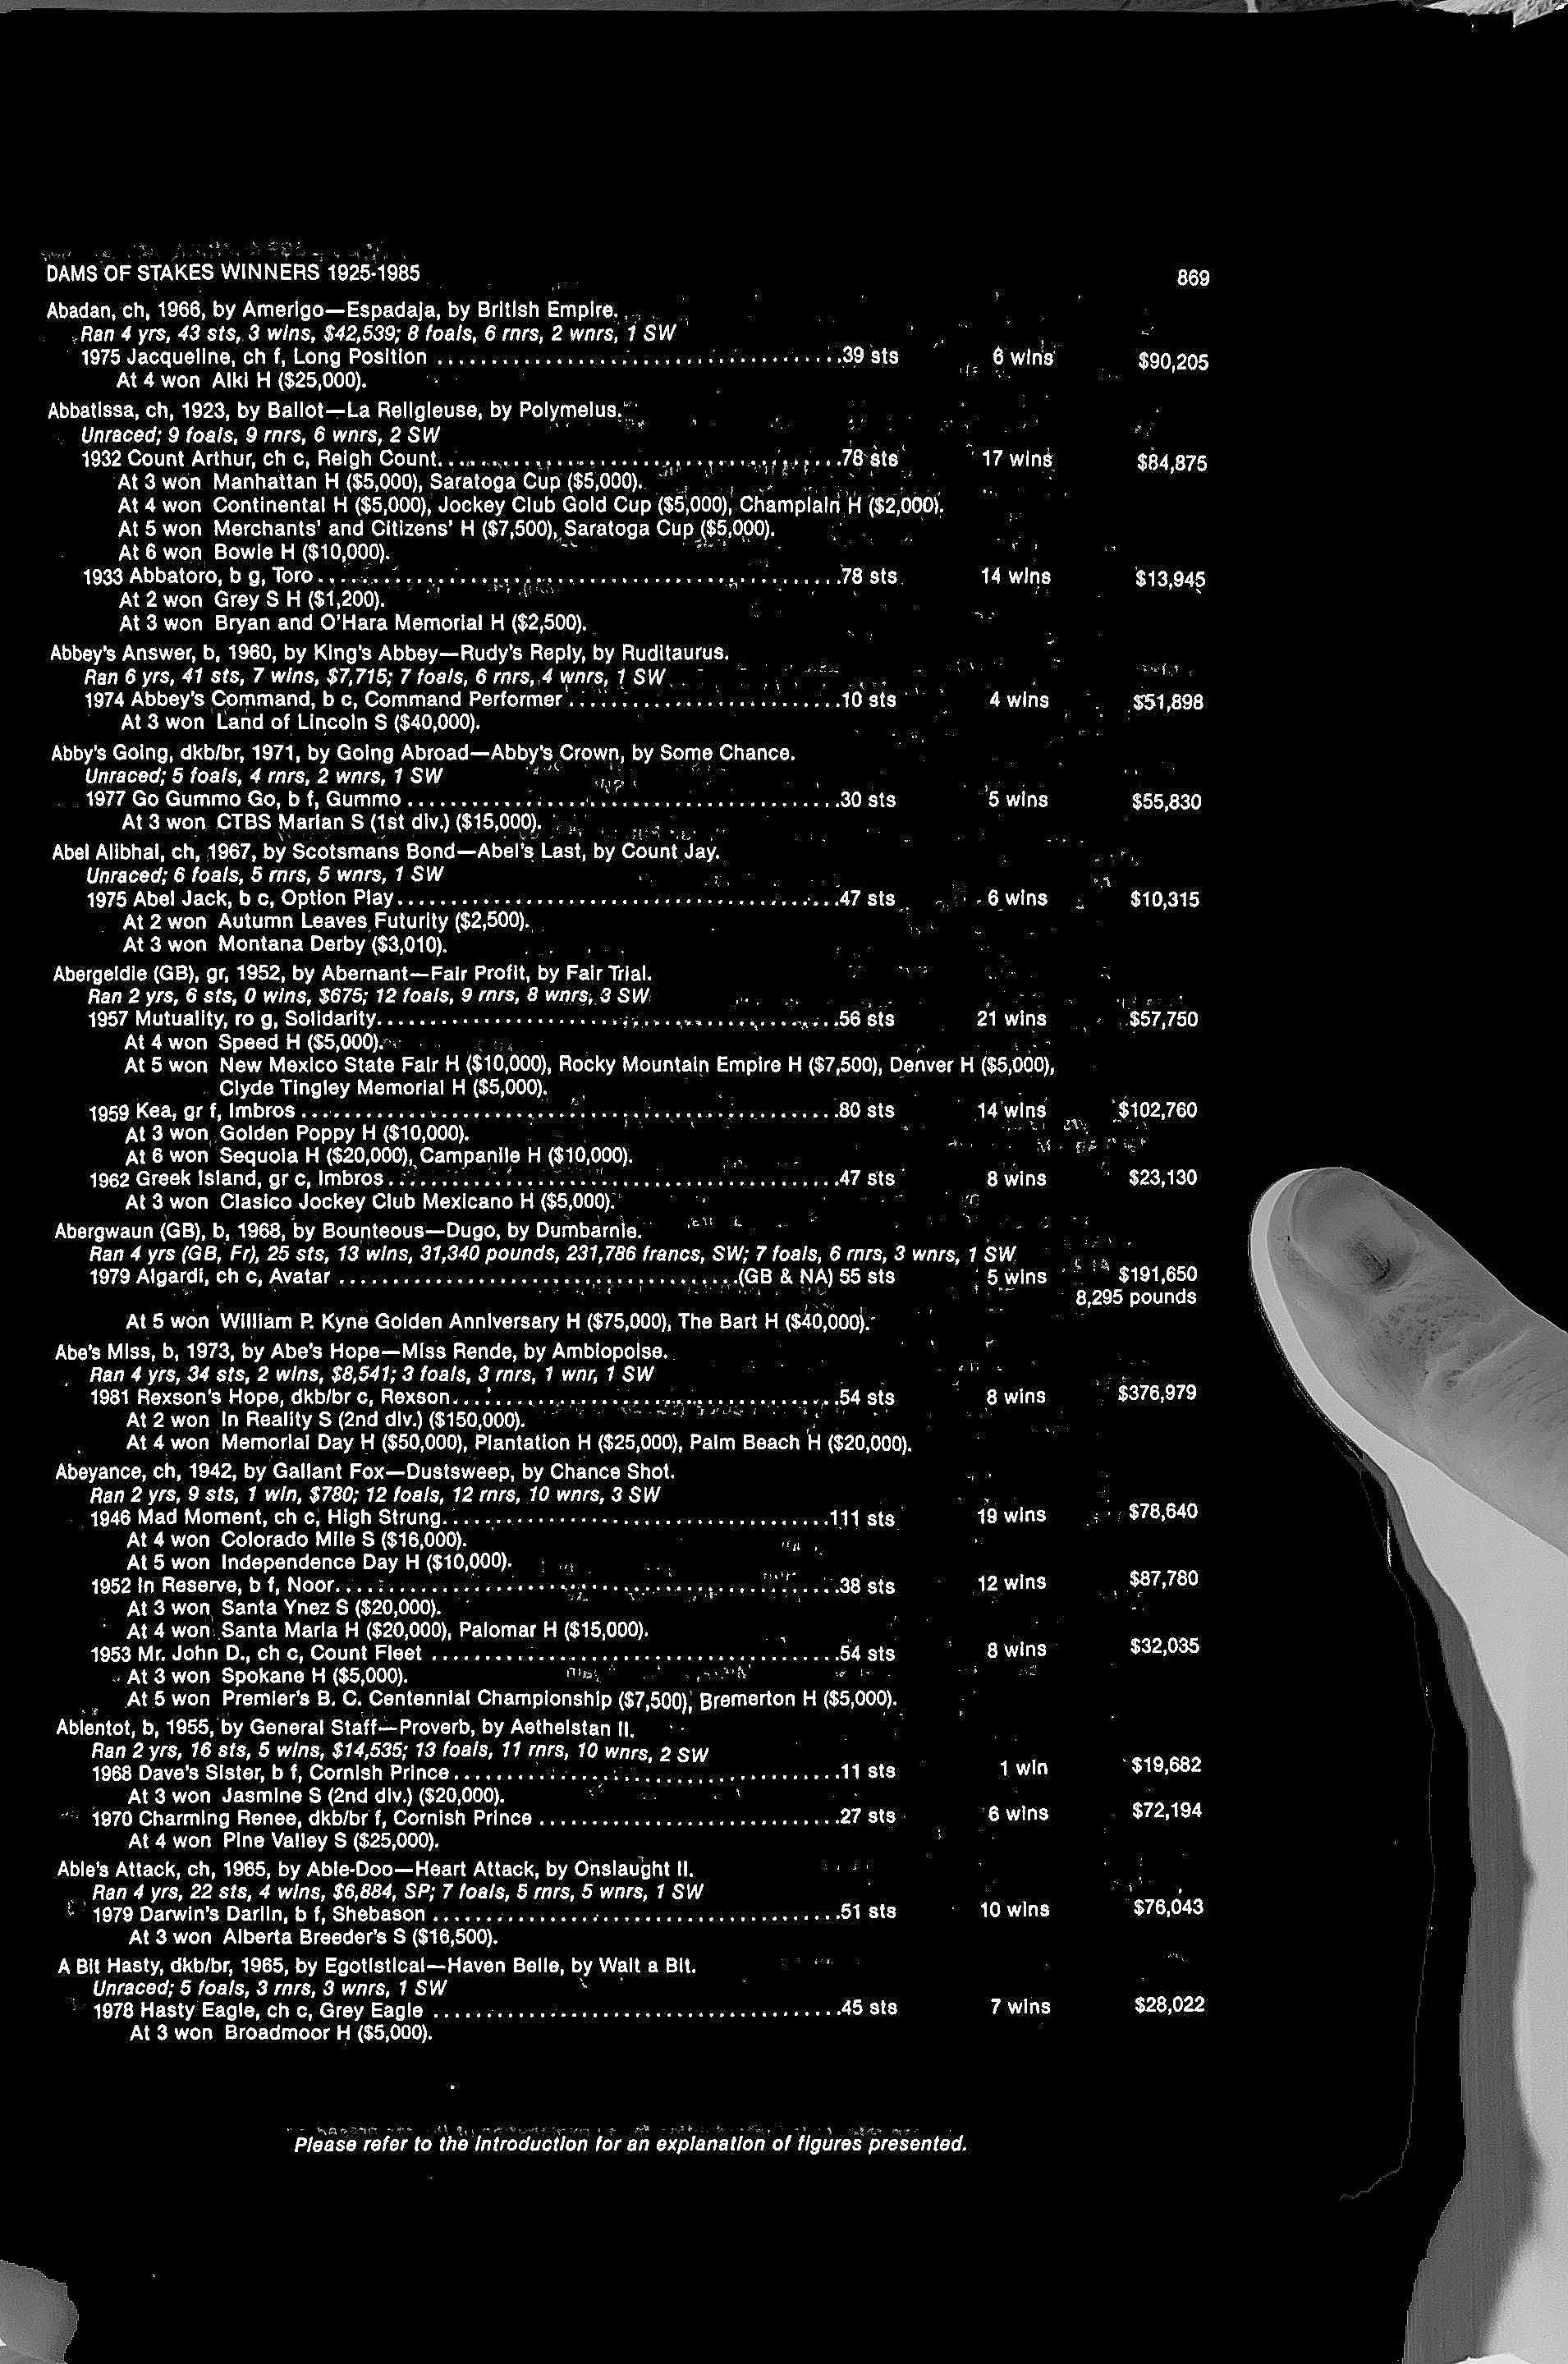 DAMS OF STAKES WINNERS 1925-1985 869
Abadan, ch, 1966, by Amerigo—Espadaja, by British Empire.
Ran 4 yrs, 43 sts, 3 wins, $42,539; 8 foals, 6 rnrs, 2 wnrs, 1 SW
1975 Jacqueline, ch f, Long Position ..... 39 sts 6 wins $90,205
At 4 won Alki H ($25,000).
Abbatissa, ch, 1923, by Ballot—La Religieuse, by Polymelus.
Unraced; 9 foals, 9 rnrs, 6 wnrs, 2 SW
1932 Count Arthur, ch c, Reigh Count ..... 78 sts 17 wins $84,875
At 3 won Manhattan H ($5,000), Saratoga Cup ($5,000).
At 4 won Continental H ($5,000), Jockey Club Gold Cup ($5,000), Champlain H ($2,000).
At 5 won Merchants' and Citizens' H ($7,500), Saratoga Cup ($5,000).
At 6 won Bowie H ($10,000).
1933 Abbatoro, b g, Toro ..... 78 sts 14 wins $13,945
At 2 won Grey S H ($1,200).
At 3 won Bryan and O'Hara Memorial H ($2,500).
Abbey's Answer, b, 1960, by King's Abbey—Rudy's Reply, by Ruditaurus.
Ran 6 yrs, 41 sts, 7 wins, $7,715; 7 foals, 6 rnrs, 4 wnrs, 1 SW
1974 Abbey's Command, b c, Command Performer ..... 10 sts 4 wins $51,898
At 3 won Land of Lincoln S ($40,000).
Abby's Going, dkb/br, 1971, by Going Abroad—Abby's Crown, by Some Chance.
Unraced; 5 foals, 4 rnrs, 2 wnrs, 1 SW
1977 Go Gummo Go, b f, Gummo ..... 30 sts 5 wins $55,830
At 3 won CTBS Marian S (1st div.) ($15,000).
Abel Alibhai, ch, 1967, by Scotsmans Bond—Abel's Last, by Count Jay.
Unraced; 6 foals, 5 rnrs, 5 wnrs, 1 SW
1975 Abel Jack, b c, Option Play ..... 47 sts 6 wins $10,315
At 2 won Autumn Leaves Futurity ($2,500).
At 3 won Montana Derby ($3,010).
Abergeldie (GB), gr, 1952, by Abernant—Fair Profit, by Fair Trial.
Ran 2 yrs, 6 sts, 0 wins, $675; 12 foals, 9 rnrs, 8 wnrs, 3 SW
1957 Mutuality, ro g, Solidarity ..... 56 sts 21 wins $57,750
At 4 won Speed H ($5,000).
At 5 won New Mexico State Fair H ($10,000), Rocky Mountain Empire H ($7,500), Denver H ($5,000),
Clyde Tingley Memorial H ($5,000).
1959 Kea, gr f, Imbros ..... 80 sts 14 wins $102,760
At 3 won Golden Poppy H ($10,000).
At 6 won Sequoia H ($20,000), Campanile H ($10,000).
1962 Greek Island, gr c, Imbros ..... 47 sts 8 wins $23,130
At 3 won Clasico Jockey Club Mexicano H ($5,000).
Abergwaun (GB), b, 1968, by Bounteous—Dugo, by Dumbarnie.
Ran 4 yrs (GB, Fr), 25 sts, 13 wins, 31,340 pounds, 231,786 francs, SW; 7 foals, 6 rnrs, 3 wnrs, 1 SW
1979 Algardi, ch c, Avatar ..... (GB & NA) 55 sts 5 wins $191,650
8,295 pounds
At 5 won William P. Kyne Golden Anniversary H ($75,000), The Bart H ($40,000).
Abe's Miss, b, 1973, by Abe's Hope—Miss Rende, by Ambiopoise.
Ran 4 yrs, 34 sts, 2 wins, $8,541; 3 foals, 3 rnrs, 1 wnr, 1 SW
1981 Rexson's Hope, dkb/br c, Rexson ..... 54 sts 8 wins $376,979
At 2 won In Reality S (2nd div.) ($150,000).
At 4 won Memorial Day H ($50,000), Plantation H ($25,000), Palm Beach H ($20,000).
Abeyance, ch, 1942, by Gallant Fox—Dustsweep, by Chance Shot.
Ran 2 yrs, 9 sts, 1 win, $780; 12 foals, 12 rnrs, 10 wnrs, 3 SW
1946 Mad Moment, ch c, High Strung ..... 111 sts 19 wins $78,640
At 4 won Colorado Mile S ($16,000).
At 5 won Independence Day H ($10,000).
1952 In Reserve, b f, Noor ..... 38 sts 12 wins $87,780
At 3 won Santa Ynez S ($20,000).
At 4 won Santa Maria H ($20,000), Palomar H ($15,000).
1953 Mr. John D., ch c, Count Fleet ..... 54 sts 8 wins $32,035
At 3 won Spokane H ($5,000).
At 5 won Premier's B. C. Centennial Championship ($7,500), Bremerton H ($5,000).
Ablentot, b, 1955, by General Staff—Proverb, by Aethelstan II.
Ran 2 yrs, 16 sts, 5 wins, $14,535; 13 foals, 11 rnrs, 10 wnrs, 2 SW
1968 Dave's Sister, b f, Cornish Prince ..... 11 sts 1 win $19,682
At 3 won Jasmine S (2nd div.) ($20,000).
1970 Charming Renee, dkb/br f, Cornish Prince ..... 27 sts 6 wins $72,194
At 4 won Pine Valley S ($25,000).
Able's Attack, ch, 1965, by Able-Doo—Heart Attack, by Onslaught II.
Ran 4 yrs, 22 sts, 4 wins, $6,884, SP; 7 foals, 5 rnrs, 5 wnrs, 1 SW
1979 Darwin's Darlin, b f, Shebason ..... 51 sts 10 wins $76,043
At 3 won Alberta Breeder's S ($16,500).
A Bit Hasty, dkb/br, 1965, by Egotistical—Haven Belle, by Wait a Bit.
Unraced; 5 foals, 3 rnrs, 3 wnrs, 1 SW
1978 Hasty Eagle, ch c, Grey Eagle ..... 45 sts 7 wins $28,022
At 3 won Broadmoor H ($5,000).
Please refer to the Introduction for an explanation of figures presented.